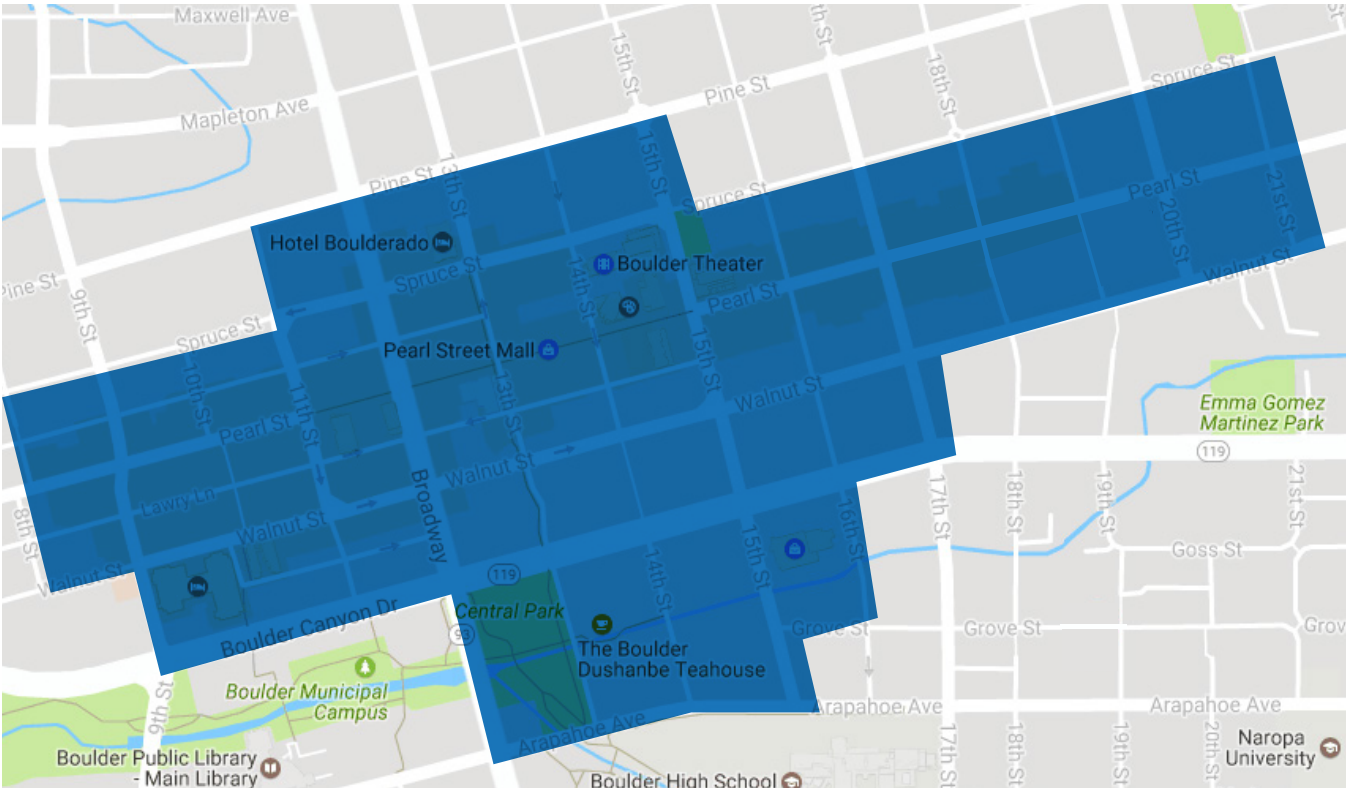 Maxwell Ave
15th St
th St
18th St
Spruce St
St
Mapleton Ave
Pine St
Pine St
13th St
15th St
Spruce St
Pearl St
20th St
21st St
Hotel Boulderado
Boulder Theater
Spruce St
14th St
Pearl St
Walnut St
Pine St
9th St
Spruce St
Pearl Street Mall
15th St
10th St
11th St
13th St
Walnut St
Emma Gomez
Martinez Park
Pearl St
Walnut St
119
Lawry Ln
Broadway
8th St
Walnut St
16th St
17th St
18th St
19th St
21st St
15th St
Goss St
Walnut St
119
14th St
Boulder Canyon Dr
Central Park
93
Grove St
Grove St
Grov
The Boulder
Dushanbe Teahouse
Boulder Municipal
Campus
9th St
Arapahoe Ave
Arapahoe Ave
Arapahoe Ave
Boulder Public Library
- Main Library
17th St
18th St
19th St
20th St
Naropa
University
Boulder High School